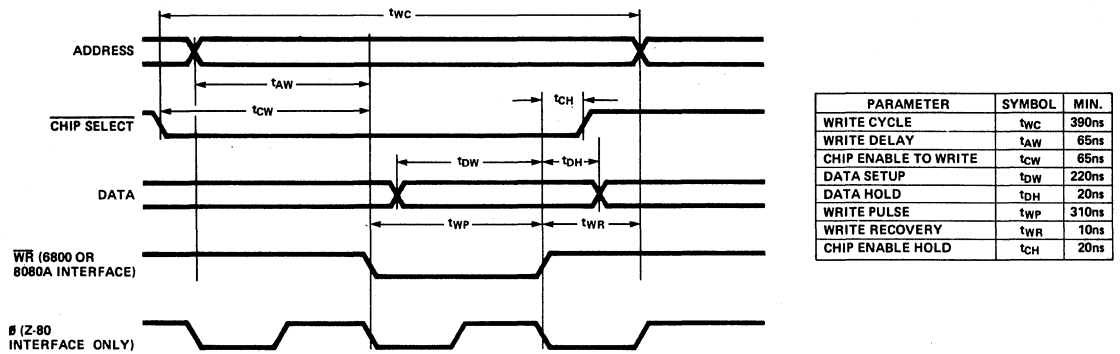 tWC
ADDRESS
tAW
tCW
tCH
CHIP SELECT
tDW
tDH
DATA
tWP
tWR
WR (6800 OR
8080A INTERFACE)
ø (Z-80
INTERFACE ONLY)
PARAMETER SYMBOL MIN.
WRITE CYCLE tWC 390ns
WRITE DELAY tAW 65ns
CHIP ENABLE TO WRITE tCW 65ns
DATA SETUP tDW 220ns
DATA HOLD tDH 20ns
WRITE PULSE tWP 310ns
WRITE RECOVERY tWR 10ns
CHIP ENABLE HOLD tCH 20ns